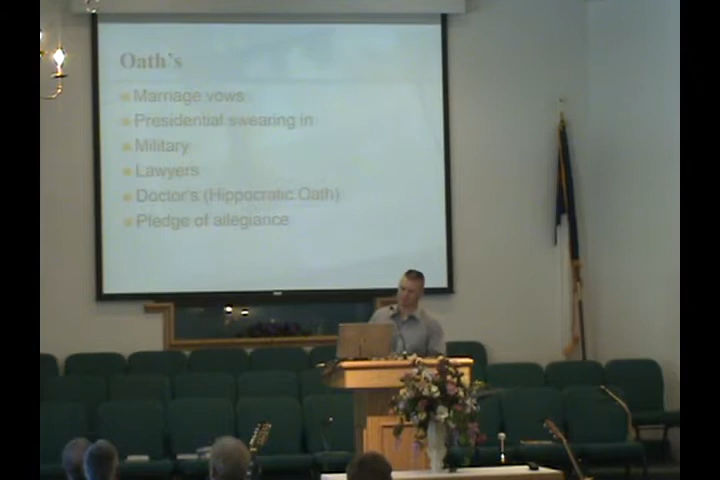 Oath's
Marriage vows
Presidential swearing in
Military
Lawyers
Doctor's (Hippocratic Oath)
Pledge of allegiance